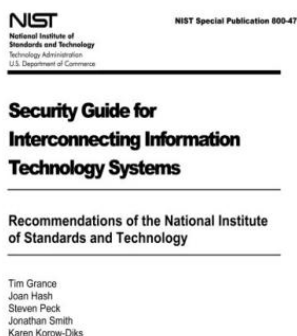 NIST
National Institute of
Standards and Technology
Technology Administration
U.S. Department of Commerce
NIST Special Publication 800-47
Security Guide for
Interconnecting Information
Technology Systems
Recommendations of the National Institute
of Standards and Technology
Tim Grance
Joan Hash
Steven Peck
Jonathan Smith
Karen Korow-Diks